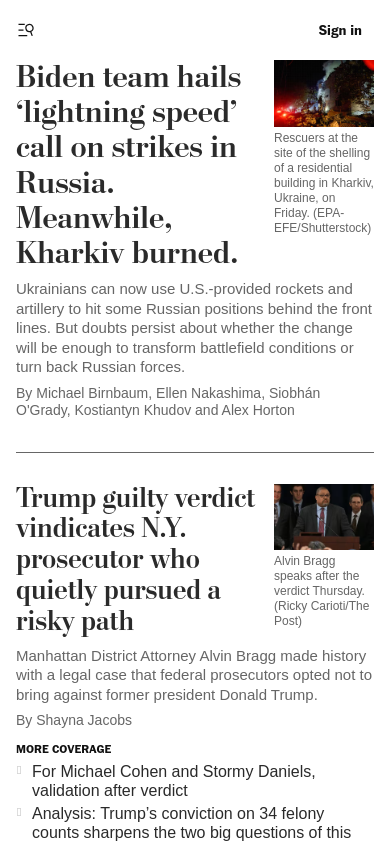 Sign in
Biden team hails
‘lightning speed’
call on strikes in
Russia.
Meanwhile,
Kharkiv burned.
Rescuers at the
site of the shelling
of a residential
building in Kharkiv,
Ukraine, on
Friday. (EPA-
EFE/Shutterstock)
Ukrainians can now use U.S.-provided rockets and
artillery to hit some Russian positions behind the front
lines. But doubts persist about whether the change
will be enough to transform battlefield conditions or
turn back Russian forces.
By Michael Birnbaum, Ellen Nakashima, Siobhán
O'Grady, Kostiantyn Khudov and Alex Horton
Trump guilty verdict
vindicates N.Y.
prosecutor who
quietly pursued a
risky path
Alvin Bragg
speaks after the
verdict Thursday.
(Ricky Carioti/The
Post)
Manhattan District Attorney Alvin Bragg made history
with a legal case that federal prosecutors opted not to
bring against former president Donald Trump.
By Shayna Jacobs
MORE COVERAGE
For Michael Cohen and Stormy Daniels,
validation after verdict
Analysis: Trump’s conviction on 34 felony
counts sharpens the two big questions of this